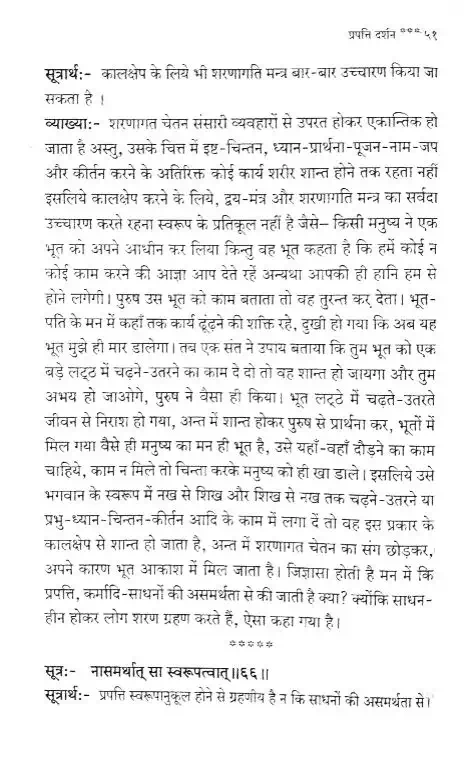 प्रपत्ति दर्शन *** ५१
सूत्रार्थ:- कालक्षेप के लिये भी शरणागति मन्त्र बार-बार उच्चारण किया जा
सकता है ।
व्याख्या:- शरणागत चेतन संसारी व्यवहारों से उपरत होकर एकान्तिक हो
जाता है अस्तु, उसके चित्त में इष्ट-चिन्तन, ध्यान-प्रार्थना-पूजन-नाम-जप
और कीर्तन करने के अतिरिक्त कोई कार्य शरीर शान्त होने तक रहता नहीं
इसलिये कालक्षेप करने के लिये, द्वय-मंत्र और शरणागति मन्त्र का सर्वदा
उच्चारण करते रहना स्वरूप के प्रतिकूल नहीं है जैसे– किसी मनुष्य ने एक
भूत को अपने आधीन कर लिया किन्तु वह भूत कहता है कि हमें कोई न
कोई काम करने की आज्ञा आप देते रहें अन्यथा आपकी ही हानि हम से
होने लगेगी। पुरुष उस भूत को काम बताता तो वह तुरन्त कर देता। भूत-
पति के मन में कहाँ तक कार्य ढूंढ़ने की शक्ति रहे, दुखी हो गया कि अब यह
भूत मुझे ही मार डालेगा। तब एक संत ने उपाय बताया कि तुम भूत को एक
बड़े लट्ठ में चढ़ने-उतरने का काम दे दो तो वह शान्त हो जायगा और तुम
अभय हो जाओगे, पुरुष ने वैसा ही किया। भूत लट्ठे में चढ़ते-उतरते
जीवन से निराश हो गया, अन्त में शान्त होकर पुरुष से प्रार्थना कर, भूतों में
मिल गया वैसे ही मनुष्य का मन ही भूत है, उसे यहाँ-वहाँ दौड़ने का काम
चाहिये, काम न मिले तो चिन्ता करके मनुष्य को ही खा डाले। इसलिये उसे
भगवान के स्वरूप में नख से शिख और शिख से नख तक चढ़ने-उतरने या
प्रभु-ध्यान-चिन्तन-कीर्तन आदि के काम में लगा दें तो वह इस प्रकार के
कालक्षेप से शान्त हो जाता है, अन्त में शरणागत चेतन का संग छोड़कर,
अपने कारण भूत आकाश में मिल जाता है। जिज्ञासा होती है मन में कि
प्रपत्ति, कर्मादि-साधनों की असमर्थता से की जाती है क्या? क्योंकि साधन-
हीन होकर लोग शरण ग्रहण करते हैं, ऐसा कहा गया है।
*****
सूत्र:- नासमर्थात् सा स्वरूपत्वात्॥६६॥
सूत्रार्थ:- प्रपत्ति स्वरूपानुकूल होने से ग्रहणीय है न कि साधनों की असमर्थता से।